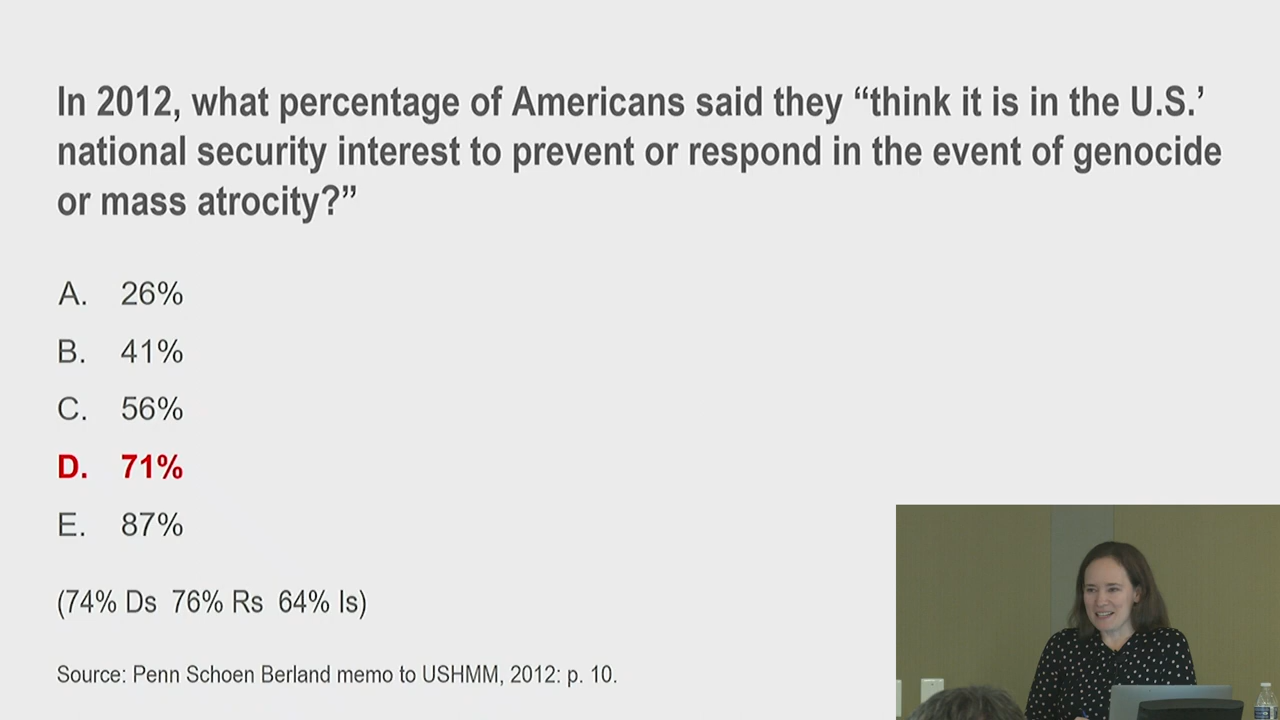 In 2012, what percentage of Americans said they “think it is in the U.S.’
national security interest to prevent or respond in the event of genocide
or mass atrocity?”
A. 26%
B. 41%
C. 56%
D. 71%
E. 87%
(74% Ds 76% Rs 64% Is)
Source: Penn Schoen Berland memo to USHMM, 2012: p. 10.